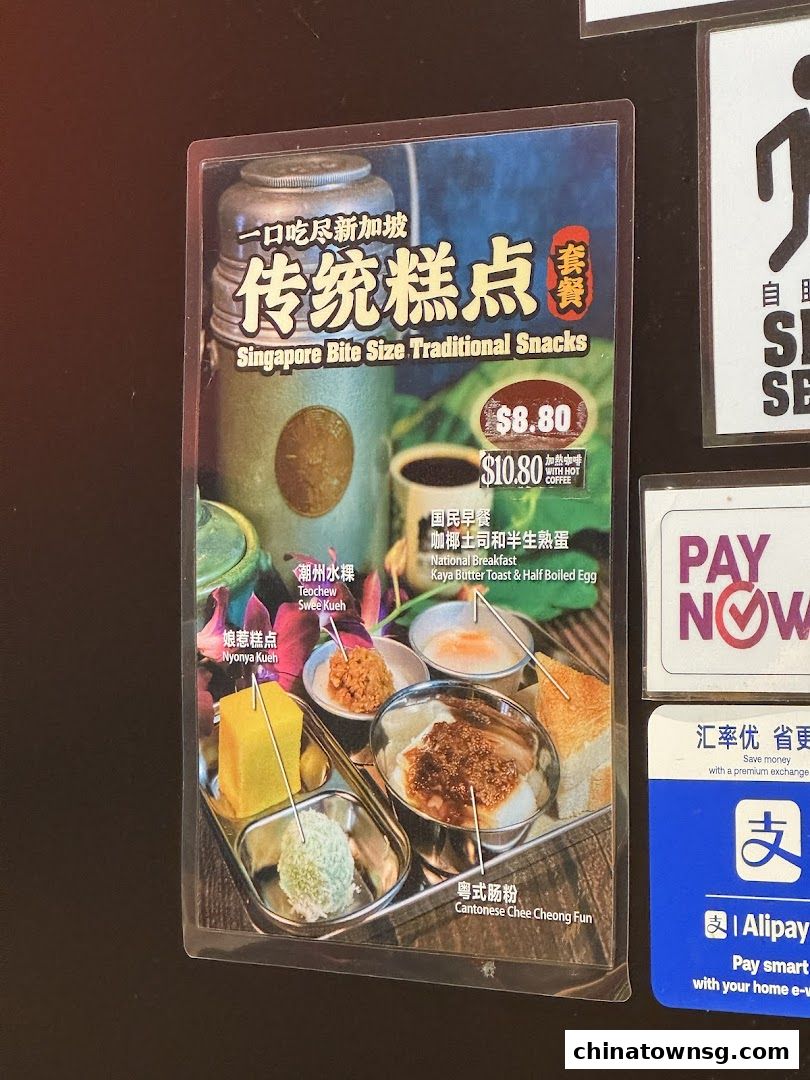 一口吃尽新加坡
传统糕点
套餐
Singapore Bite Size Traditional Snacks
$8.80
$10.80
加热咖啡
WITH HOT
COFFEE
国民早餐
咖椰土司和半生熟蛋
National Breakfast
Kaya Butter Toast & Half Boiled Egg
潮州水粿
Teochew
Swee Kueh
娘惹糕点
Nyonya Kueh
粤式肠粉
Cantonese Chee Cheong Fun
自
PAY
NOW
汇率优 省
Save money
with a premium exchange
支
支 | Alipay
Pay smart
with your home
chinatownsg.com